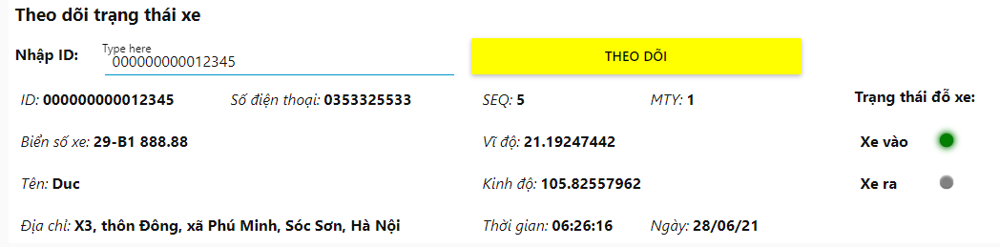 Theo dõi trạng thái xe
Nhập ID: Type here 000000000012345 THEO DÕI
ID: 000000000012345 Số điện thoại: 0353325533 SEQ: 5 MTY: 1 Trạng thái đỗ xe:
Biển số xe: 29-B1 888.88 Vĩ độ: 21.19247442 Xe vào
Tên: Duc Kinh độ: 105.82557962 Xe ra
Địa chỉ: X3, thôn Đông, xã Phú Minh, Sóc Sơn, Hà Nội Thời gian: 06:26:16 Ngày: 28/06/21